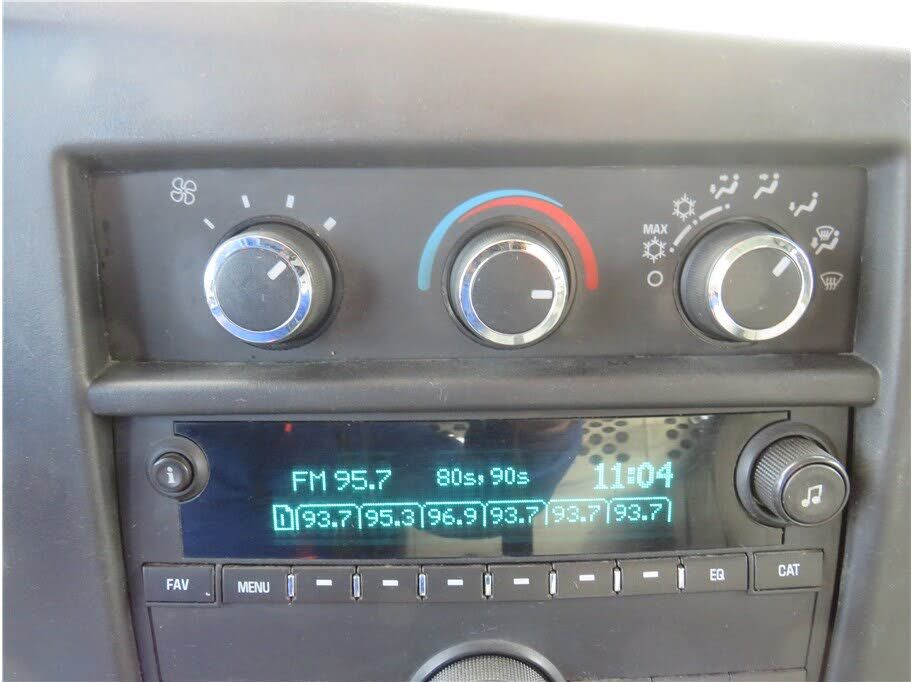 MAX
FM 95.7 80s, 90s 11:04
1 93.7 95.3 96.9 93.7 93.7 93.7
i
FAV MENU EQ CAT